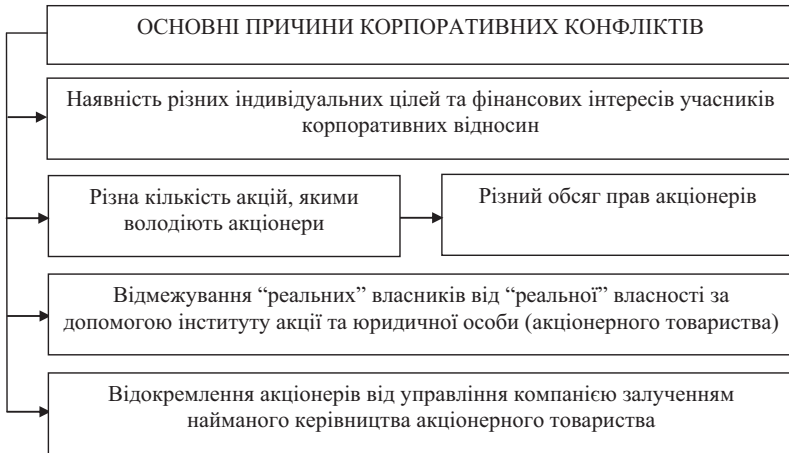 ОСНОВНІ ПРИЧИНИ КОРПОРАТИВНИХ КОНФЛІКТІВ
Наявність різних індивідуальних цілей та фінансових інтересів учасників
корпоративних відносин
Різна кількість акцій, якими
володіють акціонери
Різний обсяг прав акціонерів
Відмежування “реальних” власників від “реальної” власності за
допомогою інституту акції та юридичної особи (акціонерного товариства)
Відокремлення акціонерів від управління компанією залученням
найманого керівництва акціонерного товариства